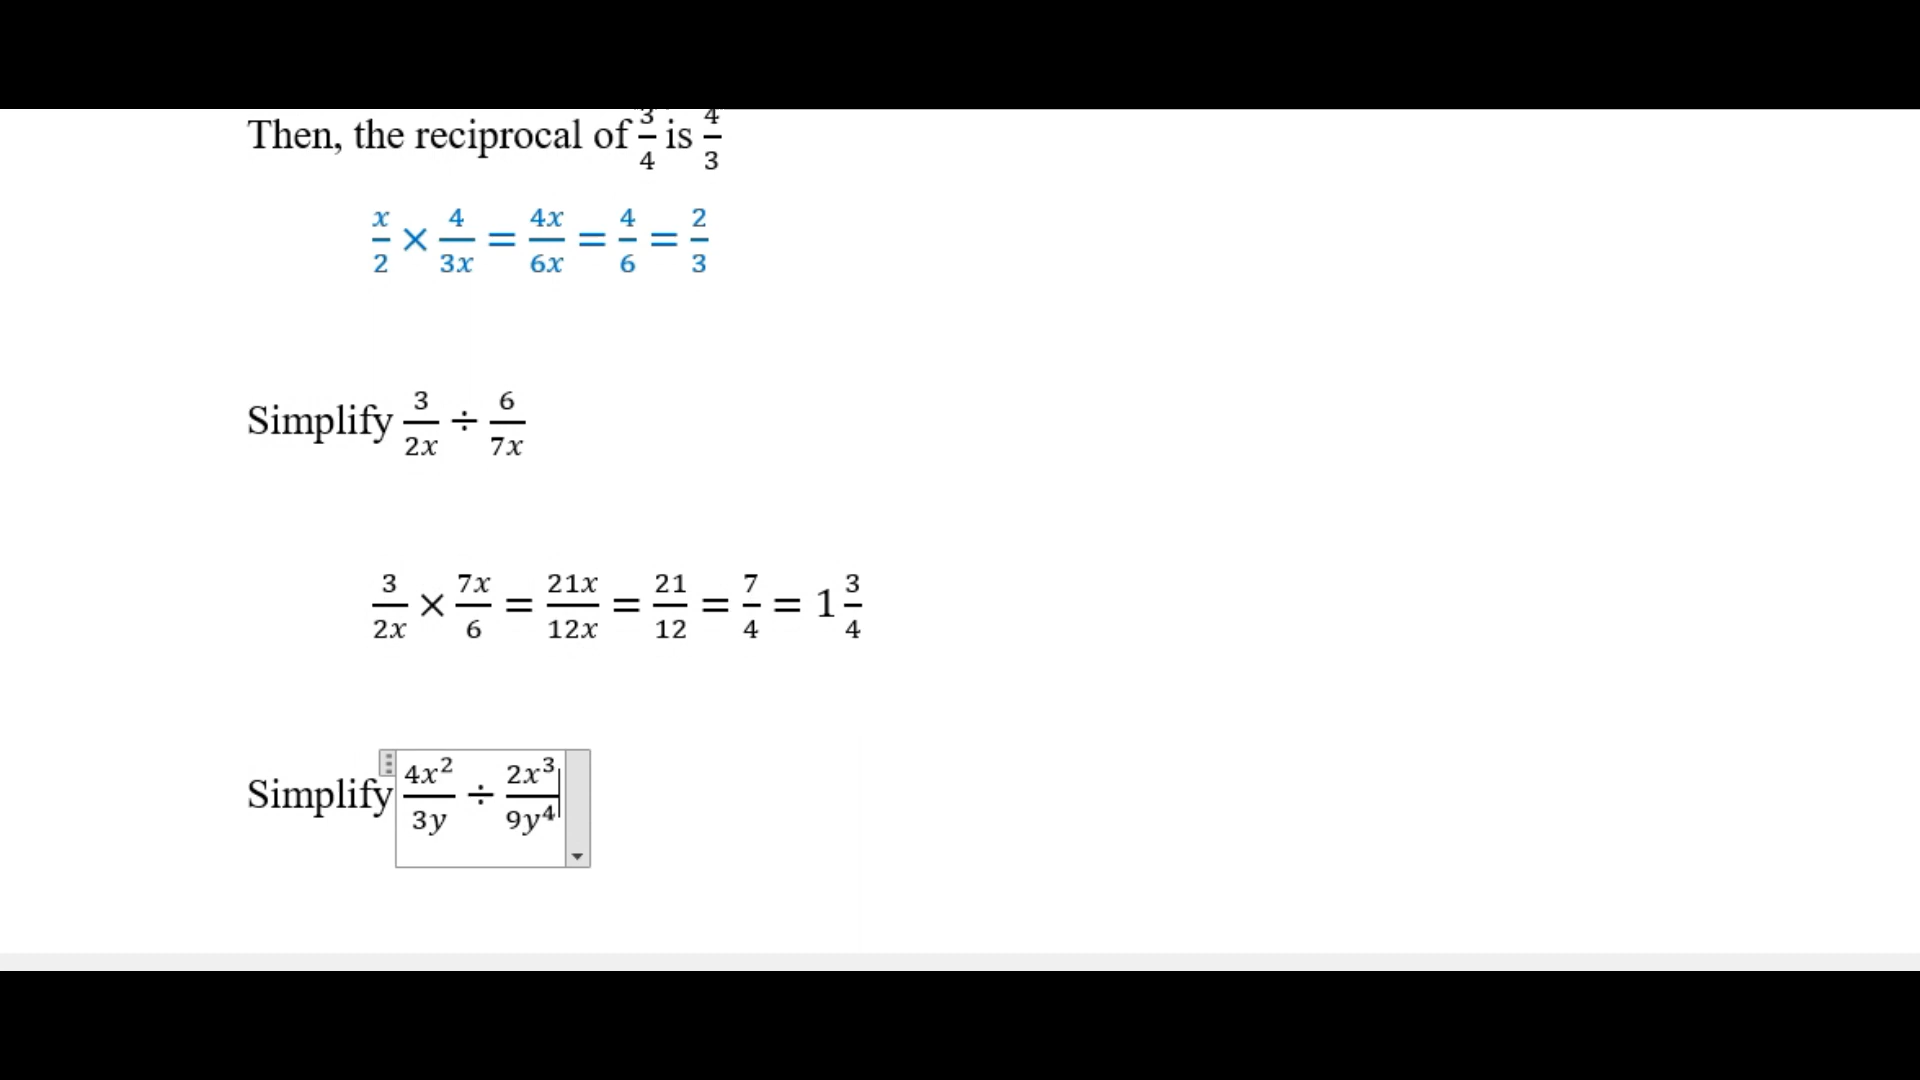 Then, the reciprocal of 3/4 is 4/3
x/2 × 4/3x = 4x/6x = 4/6 = 2/3
Simplify 3/2x ÷ 6/7x
3/2x × 7x/6 = 21x/12x = 21/12 = 7/4 = 1 3/4
Simplify 4x²/3y ÷ 2x³/9y⁴